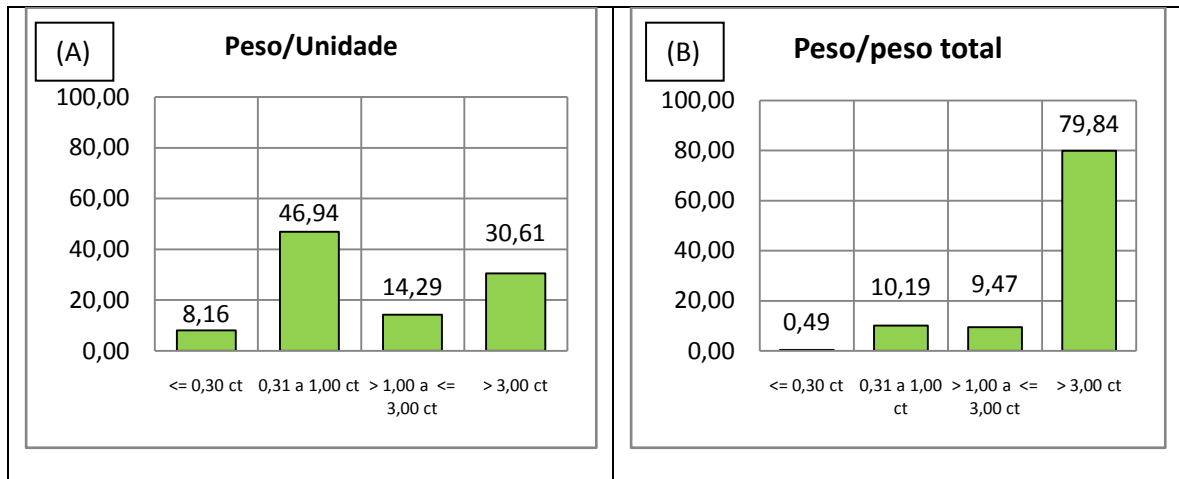 (A)
Peso/Unidade
100,00
80,00
60,00
40,00
20,00
0,00
8,16
46,94
14,29
30,61
<= 0,30 ct
0,31 a 1,00 ct
> 1,00 a <=
3,00 ct
> 3,00 ct
(B)
Peso/peso total
100,00
80,00
60,00
40,00
20,00
0,00
0,49
10,19
9,47
79,84
<= 0,30 ct
0,31 a 1,00
ct
> 1,00 a <=
3,00 ct
> 3,00 ct